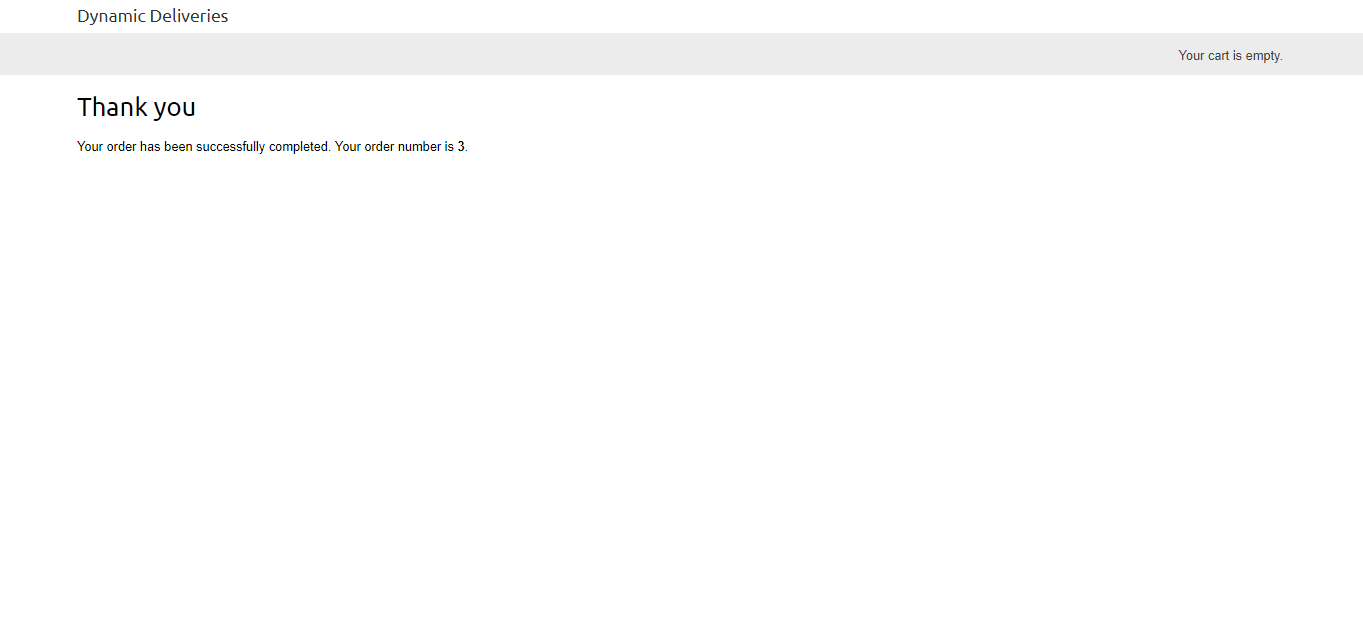 Dynamic Deliveries
Your cart is empty.
Thank you
Your order has been successfully completed. Your order number is 3.